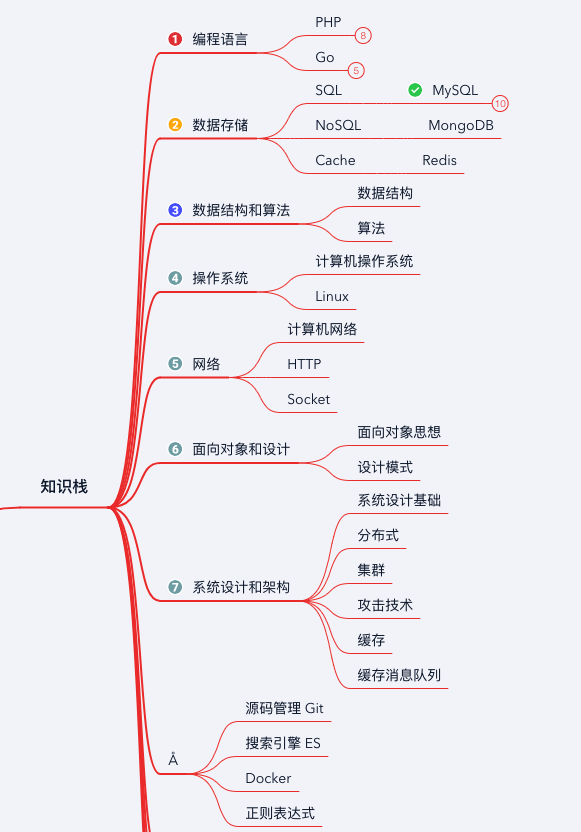 知识栈
1 编程语言
PHP
8
Go
5
2 数据存储
SQL
MySQL
10
NoSQL
MongoDB
Cache
Redis
3 数据结构和算法
数据结构
算法
4 操作系统
计算机操作系统
Linux
5 网络
计算机网络
HTTP
Socket
6 面向对象和设计
面向对象思想
设计模式
7 系统设计和架构
系统设计基础
分布式
集群
攻击技术
缓存
缓存消息队列
Å
源码管理 Git
搜索引擎 ES
Docker
正则表达式